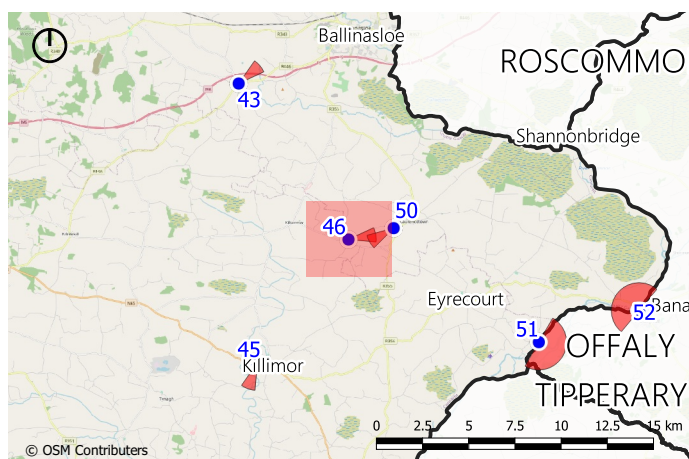 Ballinasloe
ROSCOMMO
43
Shannonbridge
50
46
Eyrecourt
Bana
52
51
OFFALY
45
Killimor
TIPPERARY
0 2.5 5 7.5 10 12.5 15 km
© OSM Contributors